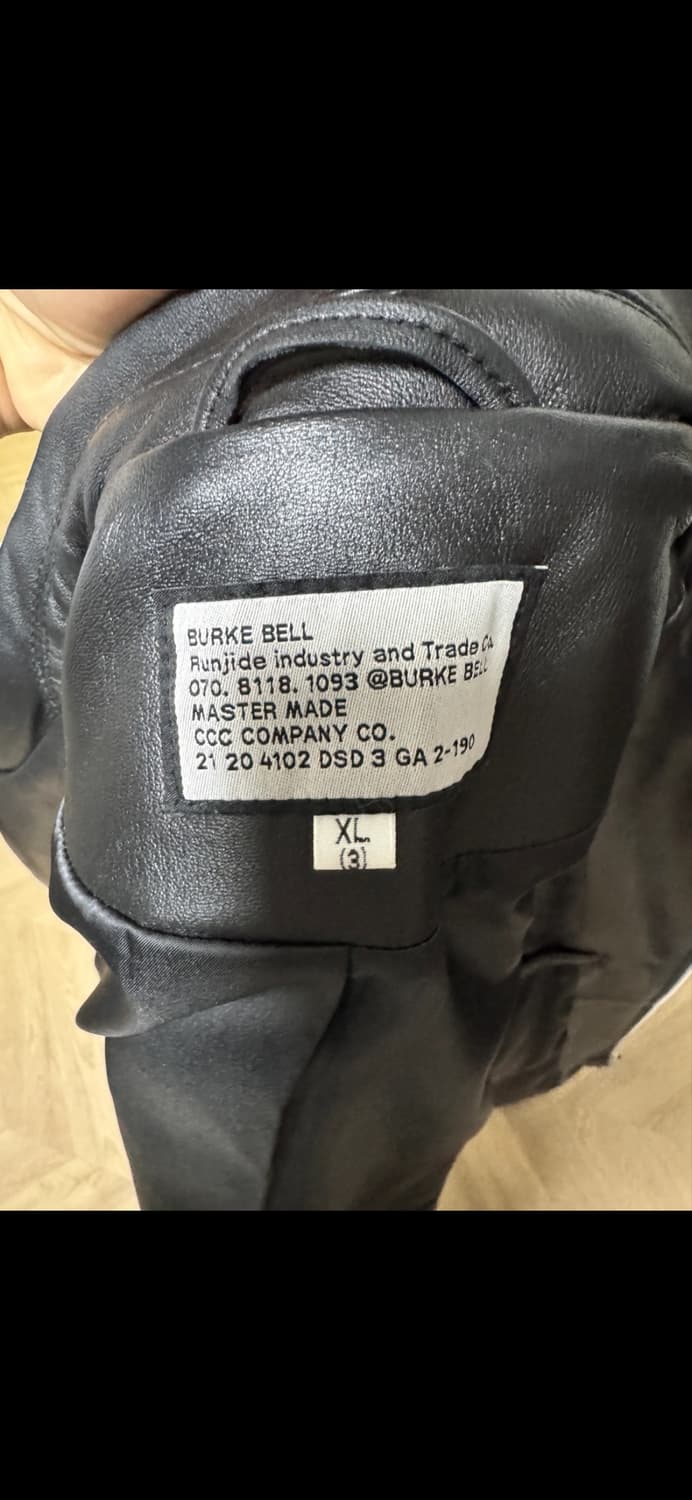 BURKE BELL
Runjide industry and Trade Co.
070. 8118. 1093 @BURKE BELL
MASTER MADE
CCC COMPANY CO.
21 20 4102 DSD 3 GA 2-190
XL
(3)